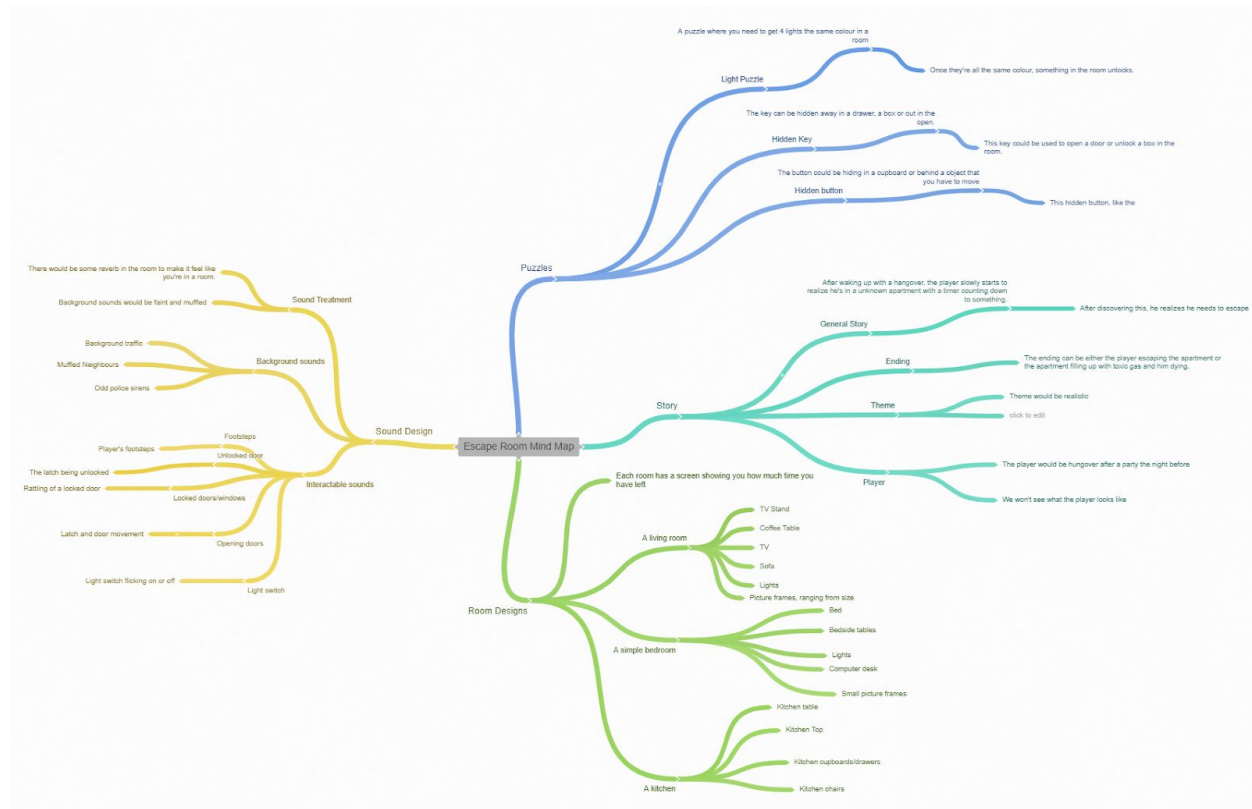 Escape Room Mind Map
Puzzles
Light Puzzle
A puzzle where you need to get 4 lights the same colour in a
room
Once they're all the same colour, something in the room unlocks.
Hidden Key
The key can be hidden away in a drawer, a box or out in the
open.
This key could be used to open a door or unlock a box in the
room.
Hidden button
The button could be hiding in a cupboard or behind a object that
you have to move
This hidden button, like the
Story
General Story
After waking up with a hangover, the player slowly starts to
realize he's in a unknown apartment with a timer counting down
to something.
After discovering this, he realizes he needs to escape
Ending
The ending can be either the player escaping the apartment or
the apartment filling up with toxic gas and him dying.
Theme
Theme would be realistic
click to edit
Player
The player would be hungover after a party the night before
We won't see what the player looks like
Room Designs
Each room has a screen showing you how much time you
have left
A living room
TV Stand
Coffee Table
TV
Sofa
Lights
Picture frames, ranging from size
A simple bedroom
Bed
Bedside tables
Lights
Computer desk
Small picture frames
A kitchen
Kitchen table
Kitchen Top
Kitchen cupboards/drawers
Kitchen chairs
Sound Design
Sound Treatment
There would be some reverb in the room to make it feel like
you're in a room.
Background sounds would be faint and muffled
Background sounds
Background traffic
Muffled Neighbours
Odd police sirens
Interactable sounds
Footsteps
Player's footsteps
Unlocked door
The latch being unlocked
Locked doors/windows
Rattling of a locked door
Opening doors
Latch and door movement
Light switch
Light switch flicking on or off